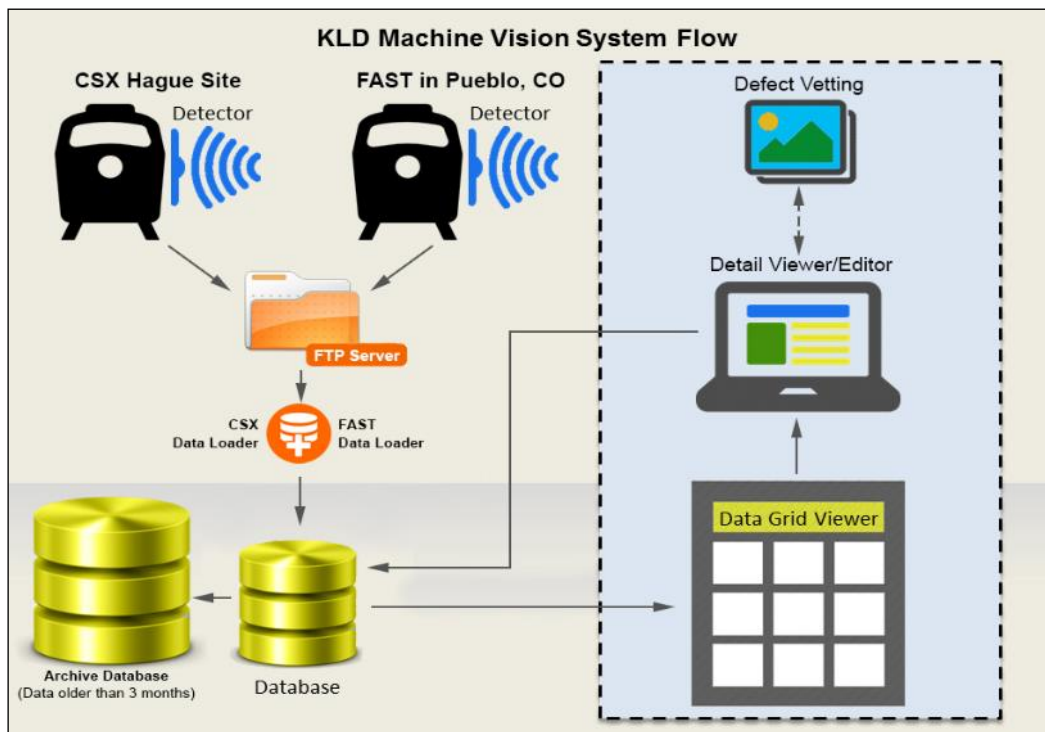 KLD Machine Vision System Flow
CSX Hague Site
FAST in Pueblo, CO
Detector
Detector
FTP Server
CSX
Data Loader
FAST
Data Loader
Archive Database
(Data older than 3 months)
Database
Defect Vetting
Detail Viewer/Editor
Data Grid Viewer